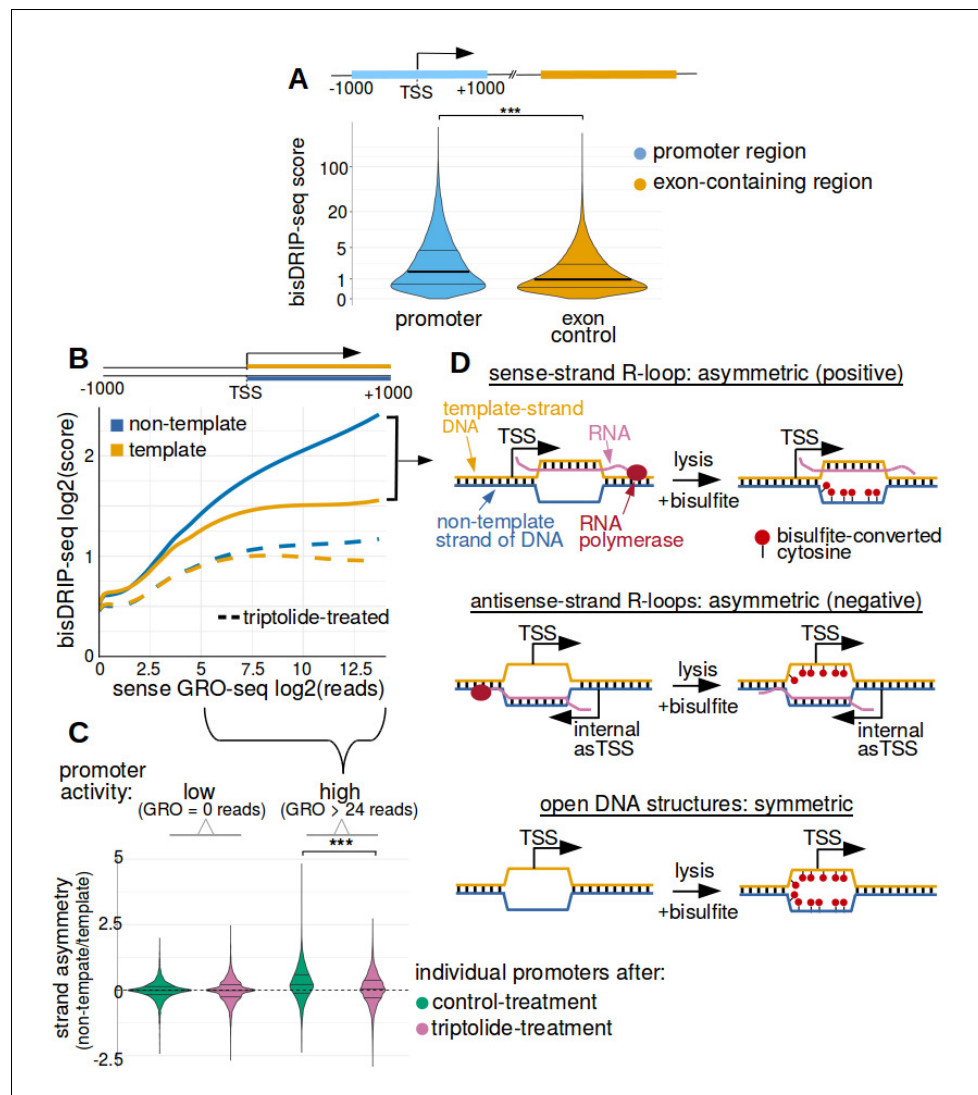 A
-1000
TSS
+1000
***
bisDRIP-seq score
100
20
5
1
0
promoter
exon
control
promoter region
exon-containing region
B
-1000
TSS
+1000
non-template
template
bisDRIP-seq log2(score)
2
1
0
triptolide-treated
0
2.5
5
7.5
10
12.5
sense GRO-seq log2(reads)
C
promoter
activity:
low
(GRO = 0 reads)
high
(GRO > 24 reads)
***
strand asymmetry
(non-tempate/template)
5
2.5
0
-2.5
individual promoters after:
control-treatment
triptolide-treatment
D
sense-strand R-loop: asymmetric (positive)
template-strand
DNA
TSS
RNA
non-template
strand of DNA
RNA
polymerase
lysis
+bisulfite
TSS
bisulfite-converted
cytosine
antisense-strand R-loops: asymmetric (negative)
TSS
internal
asTSS
lysis
+bisulfite
TSS
internal
asTSS
open DNA structures: symmetric
TSS
lysis
+bisulfite
TSS